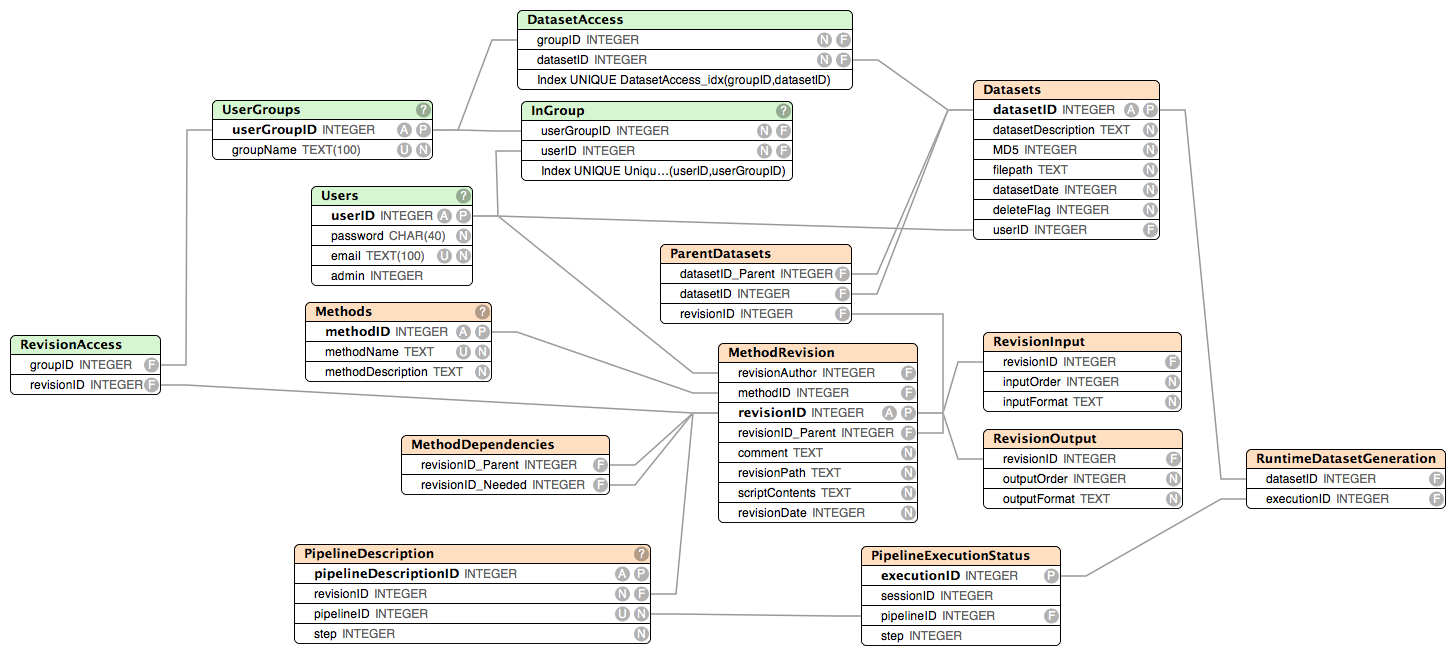 DatasetAccess
groupID INTEGER N F
datasetID INTEGER N F
Index UNIQUE DatasetAccess_idx(groupID,datasetID)
UserGroups ?
userGroupID INTEGER A P
groupName TEXT(100) U N
InGroup ?
userGroupID INTEGER N F
userID INTEGER N F
Index UNIQUE Uniqu...(userID,userGroupID)
Datasets
datasetID INTEGER A P
datasetDescription TEXT N
MD5 INTEGER N
filepath TEXT N
datasetDate INTEGER N
deleteFlag INTEGER N
userID INTEGER F
Users ?
userID INTEGER A P
password CHAR(40) N
email TEXT(100) U N
admin INTEGER
ParentDatasets
datasetID_Parent INTEGER F
datasetID INTEGER F
revisionID INTEGER F
Methods ?
methodID INTEGER A P
methodName TEXT U N
methodDescription TEXT N
RevisionAccess
groupID INTEGER F
revisionID INTEGER F
MethodRevision
revisionAuthor INTEGER F
methodID INTEGER F
revisionID INTEGER A P
revisionID_Parent INTEGER F
comment TEXT N
revisionPath TEXT N
scriptContents TEXT N
revisionDate INTEGER N
RevisionInput
revisionID INTEGER F
inputOrder INTEGER N
inputFormat TEXT N
MethodDependencies
revisionID_Parent INTEGER F
revisionID_Needed INTEGER F
RevisionOutput
revisionID INTEGER F
outputOrder INTEGER N
outputFormat TEXT N
RuntimeDatasetGeneration
datasetID INTEGER F
executionID INTEGER F
PipelineDescription ?
pipelineDescriptionID INTEGER A P
revisionID INTEGER N F
pipelineID INTEGER U N
step INTEGER N
PipelineExecutionStatus
executionID INTEGER P
sessionID INTEGER
pipelineID INTEGER F
step INTEGER